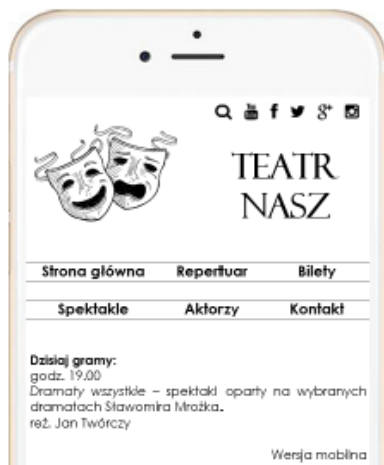 TEATR
NASZ
Strona główna Repertuar Bilety
Spektakle Aktorzy Kontakt
Dzisiaj gramy:
godz. 19.00
Dramaty wszystkie – spektakl oparty na wybranych
dramatach Sławomira Mrożka.
reż. Jan Twórczy
Wersja mobilna